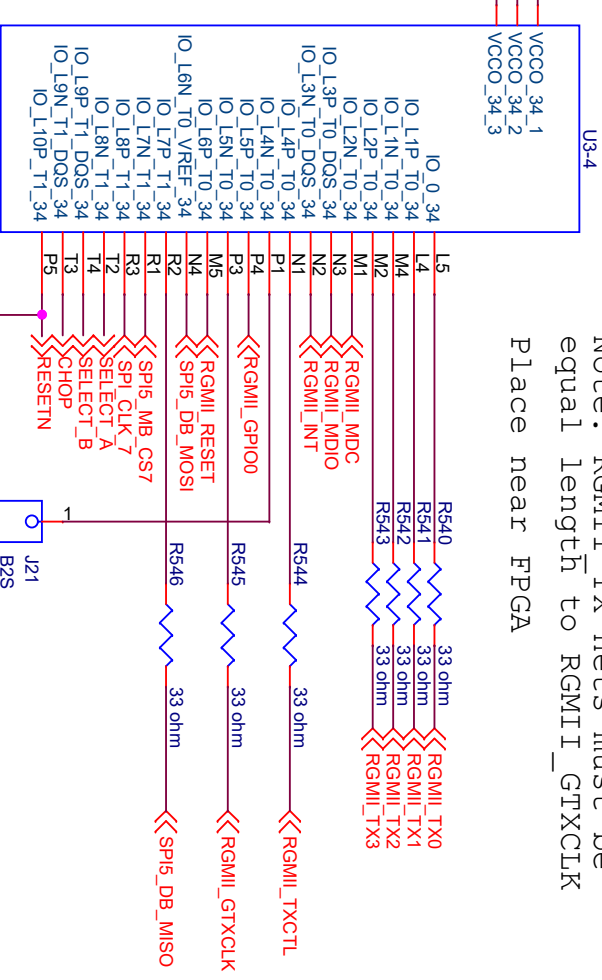 Note: RGMII_TX nets must be
equal length to RGMII_GTXCLK
Place near FPGA
U3-4
VCCO_34_1
VCCO_34_2
VCCO_34_3
IO_0_34
IO_L1P_T0_34
IO_L1N_T0_34
IO_L2P_T0_34
IO_L2N_T0_34
IO_L3P_T0_DQS_34
IO_L3N_T0_DQS_34
IO_L4P_T0_34
IO_L4N_T0_34
IO_L5P_T0_34
IO_L5N_T0_34
IO_L6P_T0_34
IO_L6N_T0_VREF_34
IO_L7P_T1_34
IO_L7N_T1_34
IO_L8P_T1_34
IO_L8N_T1_34
IO_L9P_T1_DQS_34
IO_L9N_T1_DQS_34
IO_L10P_T1_34
L5
L4
M4
M2
M1
N3
N2
N1
P1
P4
P3
M5
N4
R2
R1
R3
T2
T4
T3
P5
RGMII_MDC
RGMII_MDIO
RGMII_INT
RGMII_GPIO0
RGMII_RESET
SPI5_DB_MOSI
SPI5_MB_CS7
SPI_CLK_7
SELECT_A
SELECT_B
CHOP
RESETN
R540 33 ohm RGMII_TX0
R541 33 ohm RGMII_TX1
R542 33 ohm RGMII_TX2
R543 33 ohm RGMII_TX3
R544 33 ohm RGMII_TXCTL
R545 33 ohm RGMII_GTXCLK
R546 33 ohm SPI5_DB_MISO
1
J21
B2S